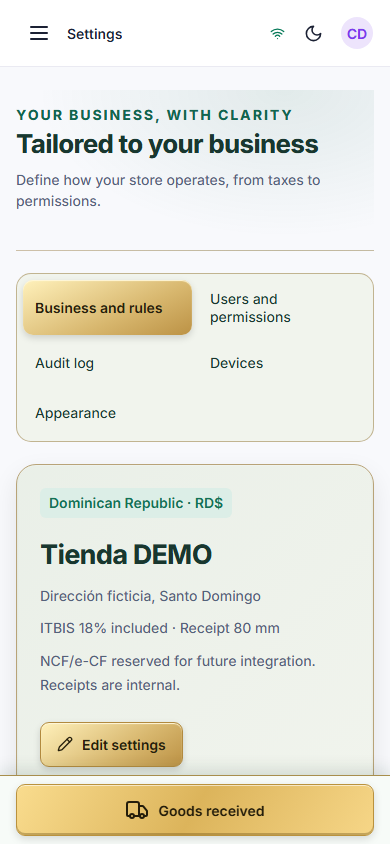 Settings
CD
YOUR BUSINESS, WITH CLARITY
Tailored to your business
Define how your store operates, from taxes to
permissions.
Business and rules
Users and
permissions
Audit log
Devices
Appearance
Dominican Republic · RD$
Tienda DEMO
Dirección ficticia, Santo Domingo
ITBIS 18% included · Receipt 80 mm
NCF/e-CF reserved for future integration.
Receipts are internal.
Edit settings
Goods received